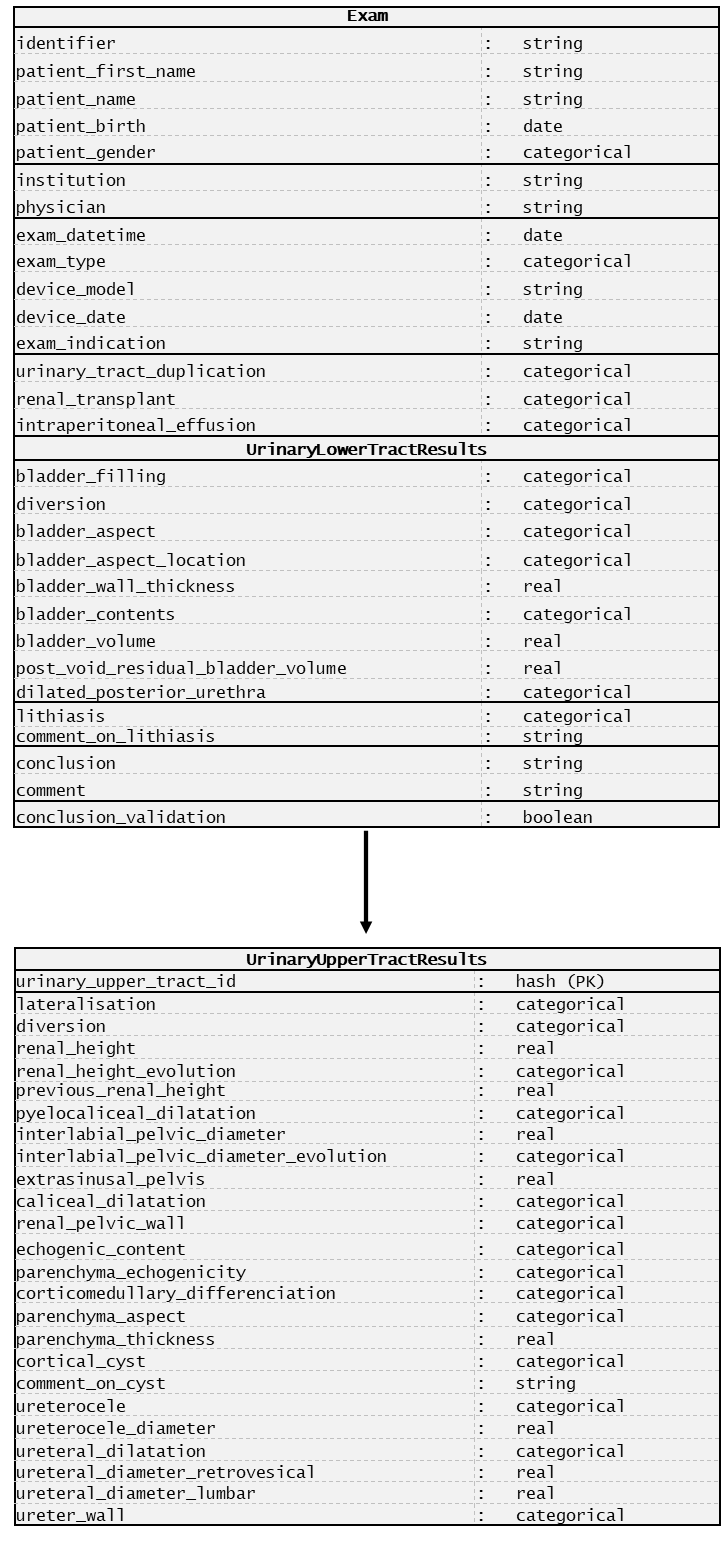 Exam
identifier : string
patient_first_name : string
patient_name : string
patient_birth : date
patient_gender : categorical
institution : string
physician : string
exam_datetime : date
exam_type : categorical
device_model : string
device_date : date
exam_indication : string
urinary_tract_duplication : categorical
renal_transplant : categorical
intraperitoneal_effusion : categorical
UrinaryLowerTractResults
bladder_filling : categorical
diversion : categorical
bladder_aspect : categorical
bladder_aspect_location : categorical
bladder_wall_thickness : real
bladder_contents : categorical
bladder_volume : real
post_void_residual_bladder_volume : real
dilated_posterior_urethra : categorical
lithiasis : categorical
comment_on_lithiasis : string
conclusion : string
comment : string
conclusion_validation : boolean
UrinaryUpperTractResults
urinary_upper_tract_id : hash (PK)
lateralisation : categorical
diversion : categorical
renal_height : real
renal_height_evolution : categorical
previous_renal_height : real
pyelocaliceal_dilatation : categorical
interlabial_pelvic_diameter : real
interlabial_pelvic_diameter_evolution : categorical
extrasinusal_pelvis : real
caliceal_dilatation : categorical
renal_pelvic_wall : categorical
echogenic_content : categorical
parenchyma_echogenicity : categorical
corticomedullary_differenciation : categorical
parenchyma_aspect : categorical
parenchyma_thickness : real
cortical_cyst : categorical
comment_on_cyst : string
ureterocele : categorical
ureterocele_diameter : real
ureteral_dilatation : categorical
ureteral_diameter_retrovesical : real
ureteral_diameter_lumbar : real
ureter_wall : categorical